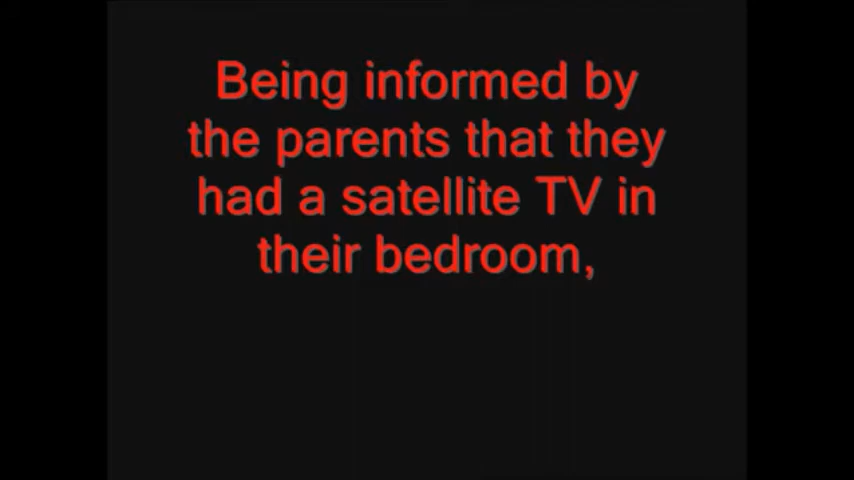 Being informed by
the parents that they
had a satellite TV in
their bedroom,